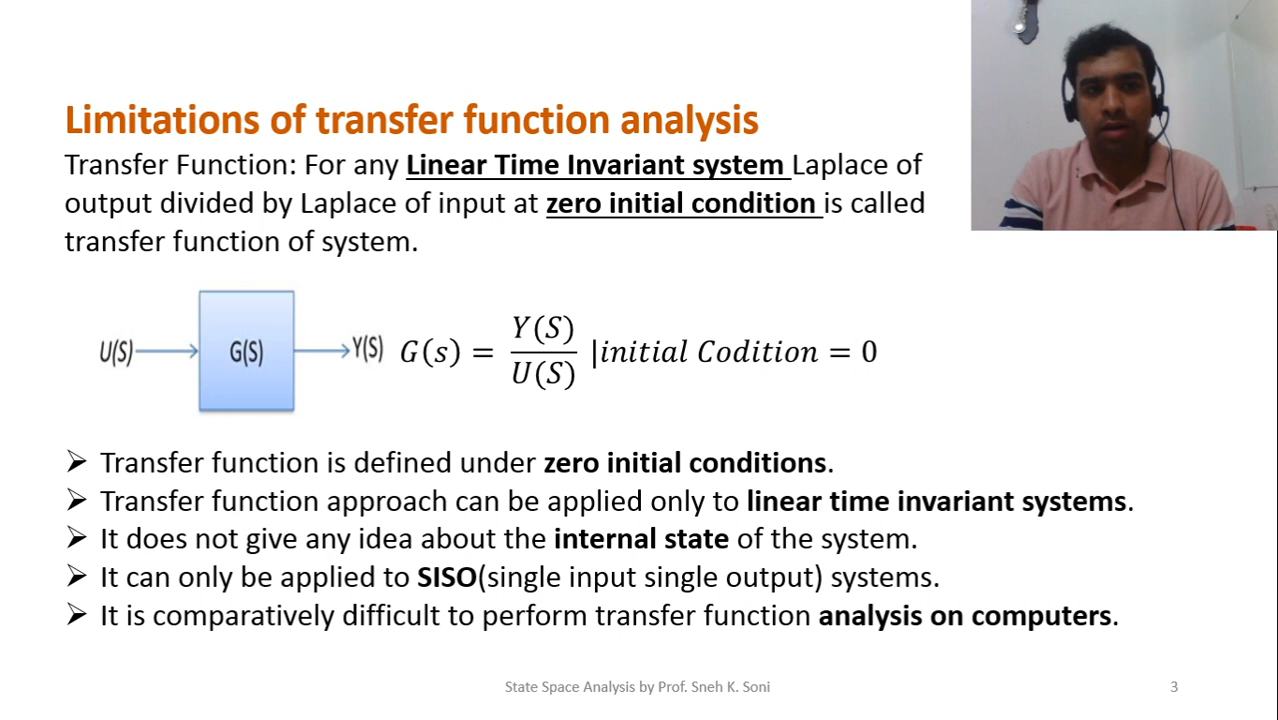 Limitations of transfer function analysis
Transfer Function: For any Linear Time Invariant system Laplace of
output divided by Laplace of input at zero initial condition is called
transfer function of system.
U(S) G(S) Y(S) G(s) = Y(S)/U(S) |initial Codition = 0
➢ Transfer function is defined under zero initial conditions.
➢ Transfer function approach can be applied only to linear time invariant systems.
➢ It does not give any idea about the internal state of the system.
➢ It can only be applied to SISO(single input single output) systems.
➢ It is comparatively difficult to perform transfer function analysis on computers.
State Space Analysis by Prof. Sneh K. Soni 3